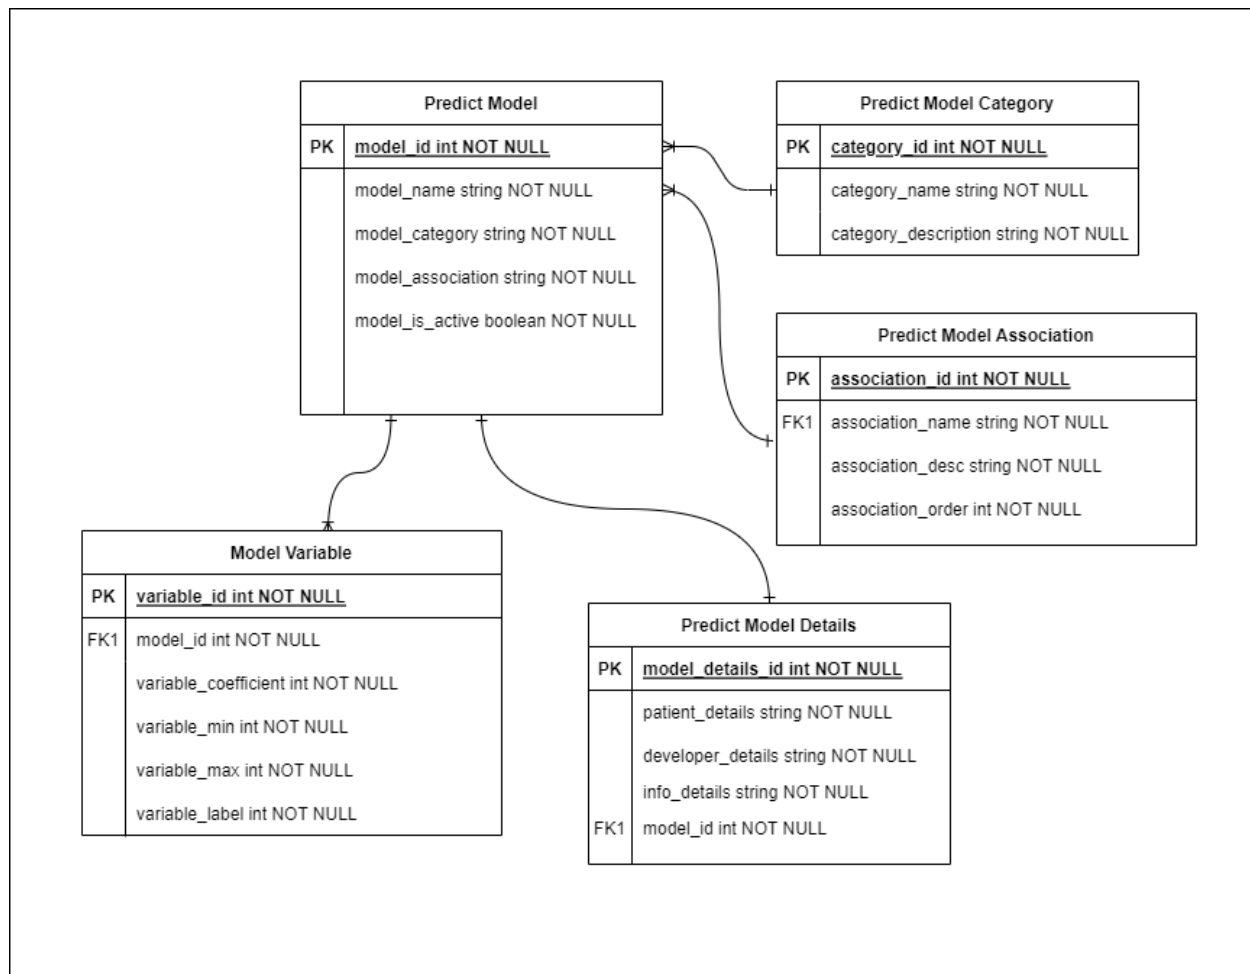 Predict Model
PK model_id int NOT NULL
model_name string NOT NULL
model_category string NOT NULL
model_association string NOT NULL
model_is_active boolean NOT NULL
Predict Model Category
PK category_id int NOT NULL
category_name string NOT NULL
category_description string NOT NULL
Predict Model Association
PK association_id int NOT NULL
FK1 association_name string NOT NULL
association_desc string NOT NULL
association_order int NOT NULL
Model Variable
PK variable_id int NOT NULL
FK1 model_id int NOT NULL
variable_coefficient int NOT NULL
variable_min int NOT NULL
variable_max int NOT NULL
variable_label int NOT NULL
Predict Model Details
PK model_details_id int NOT NULL
patient_details string NOT NULL
developer_details string NOT NULL
info_details string NOT NULL
FK1 model_id int NOT NULL